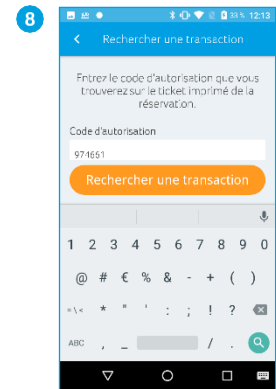 8
33 % 12:13
Rechercher une transaction
Entrez le code d'autorisation que vous
trouverez sur le ticket imprimé de la
réservation.
Code d'autorisation
974651
Rechercher une transaction
1 2 3 4 5 6 7 8 9 0
@ # € % & - + ( )
= \ < * " ' : ; ! ?
ABC , _ / .